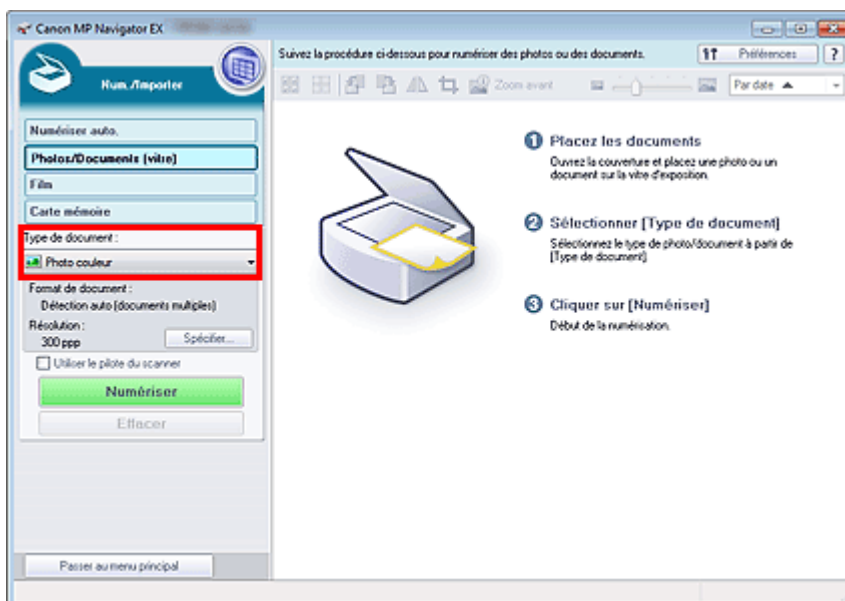 Canon MP Navigator EX
Num./Importer
Numériser auto.
Photos/Documents (vitre)
Film
Carte mémoire
Type de document :
Photo couleur
Format de document :
Détection auto (documents multiples)
Résolution :
300 ppp
Spécifier...
Utiliser le pilote du scanner
Numériser
Effacer
Passer au menu principal
Suivez la procédure ci-dessous pour numériser des photos ou des documents.
Préférences
?
Zoom avant
Par date
1 Placez les documents
Ouvrez la couverture et placez une photo ou un
document sur la vitre d'exposition.
2 Sélectionner [Type de document]
Sélectionnez le type de photo/document à partir de
[Type de document]
3 Cliquer sur [Numériser]
Début de la numérisation.